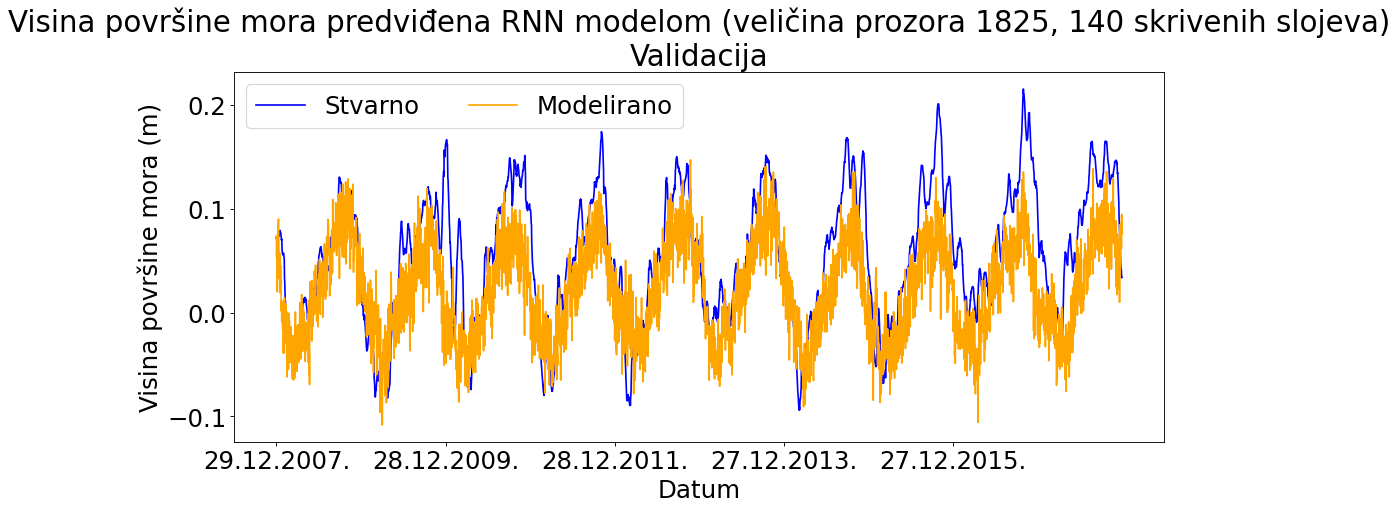 Visina površine mora predviđena RNN modelom (veličina prozora 1825, 140 skrivenih slojeva)
Validacija
Stvarno
Modelirano
Visina površine mora (m)
0.2
0.1
0.0
−0.1
29.12.2007.
28.12.2009.
28.12.2011.
27.12.2013.
27.12.2015.
Datum